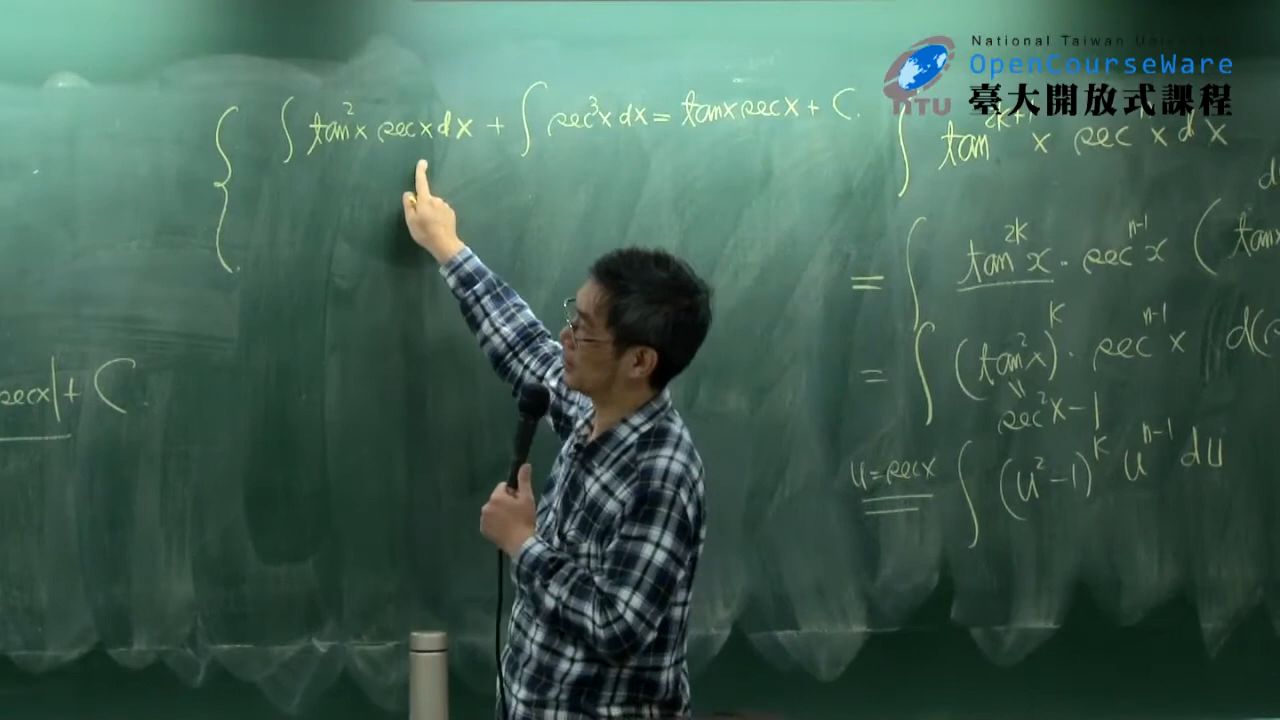 National Taiwan University
OpenCourseWare
NTU 臺大開放式課程
{ ∫ tan²x secx dx + ∫ sec³x dx = tanx secx + C.
secx| + C.
∫ tan^{2k+1} x sec^n x dx
= ∫ tan^{2k} x · sec^{n-1} x (tanx
= ∫ (tan²x)^k · sec^{n-1} x d(
sec²x-1
u=secx ∫ (u²-1)^k u^{n-1} du